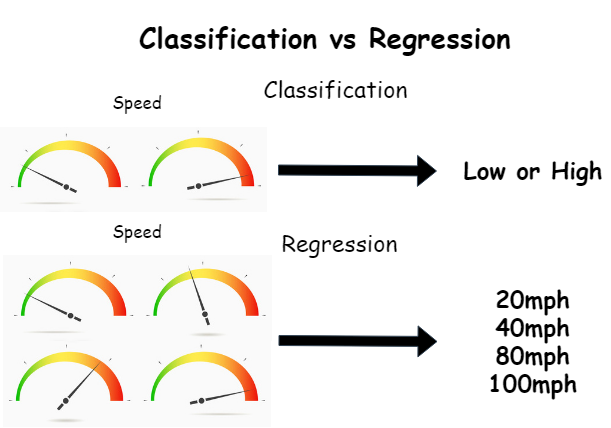 Classification vs Regression
Speed
Classification
Low or High
Speed
Regression
20mph
40mph
80mph
100mph